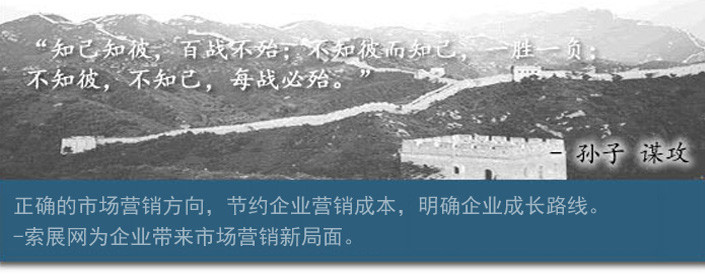 “知己知彼，百战不殆；不知彼而知己，一胜一负；
不知彼，不知己，每战必殆。”
- 孙子 谋攻
正确的市场营销方向，节约企业营销成本，明确企业成长路线。
-索展网为企业带来市场营销新局面。